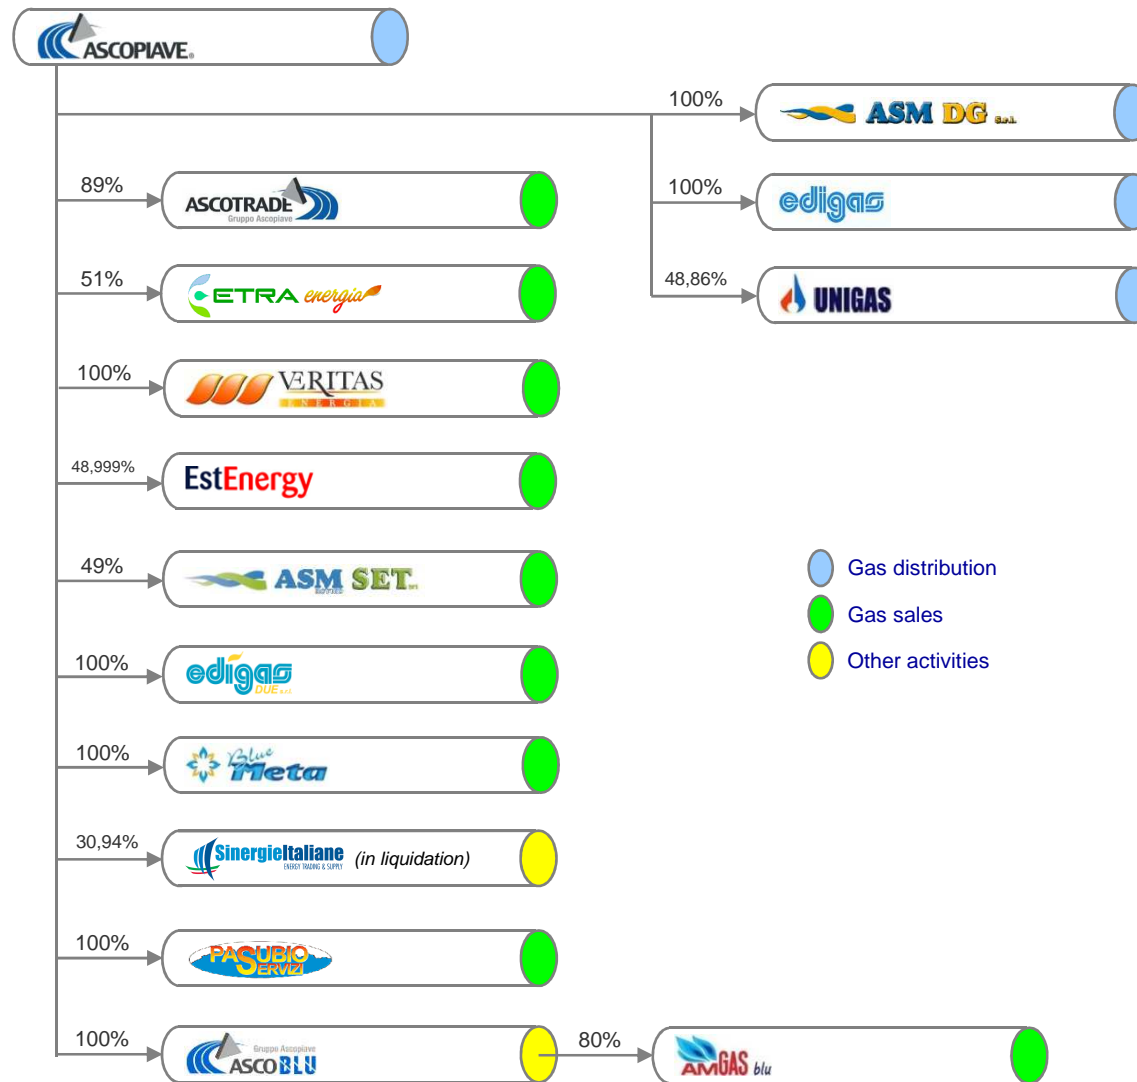 ASCOPIAVE®
100%
ASM DG S.r.l.
89%
ASCOTRADE
Gruppo Ascopiave
100%
edigas
51%
ETRA energia
48,86%
UNIGAS
100%
VERITAS
ENERGIA
48,999%
EstEnergy
49%
ASM SET
Gas distribution
Gas sales
Other activities
100%
edigas
DUE s.r.l.
100%
Blue
Meta
30,94%
SinergieItaliane (in liquidation)
ENERGY TRADING & SUPPLY
100%
PASUBIO
SERVIZI
100%
Gruppo Ascopiave
ASCO BLU
80%
AMGAS blu